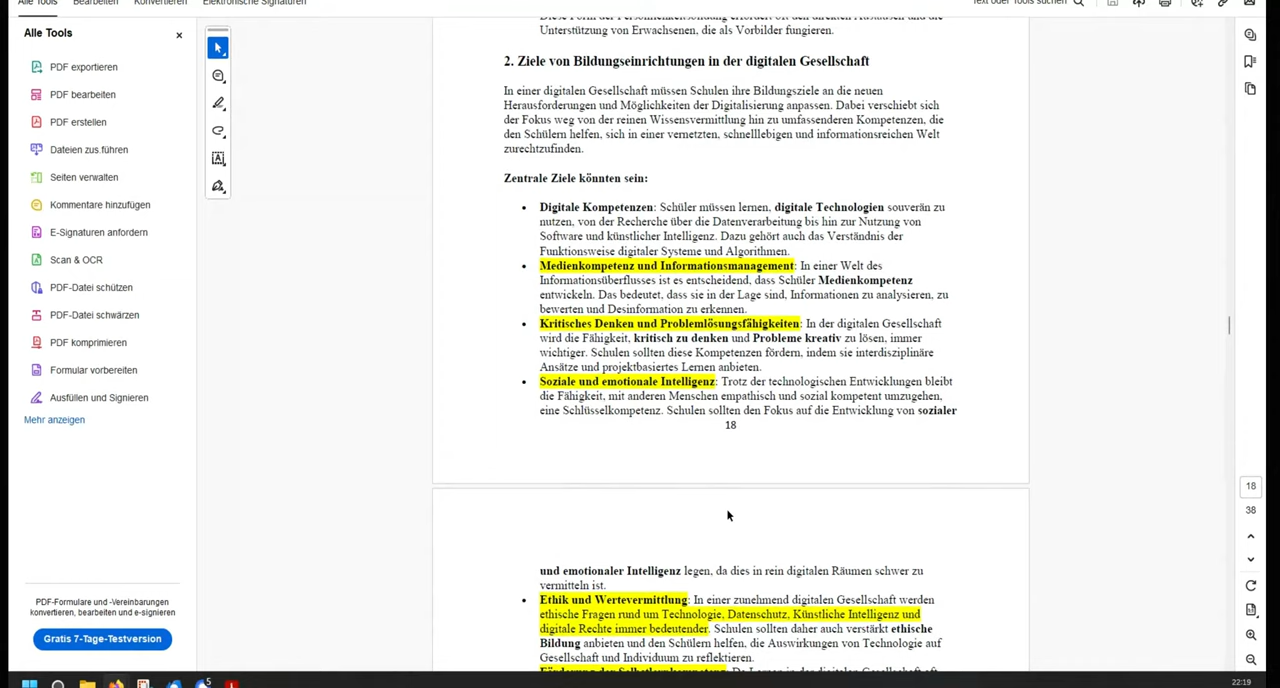 Alle Tools Bearbeiten Konvertieren Elektronische Signaturen
Text oder Tools suchen
Alle Tools
PDF exportieren
PDF bearbeiten
PDF erstellen
Dateien zus.führen
Seiten verwalten
Kommentare hinzufügen
E-Signaturen anfordern
Scan & OCR
PDF-Datei schützen
PDF-Datei schwärzen
PDF komprimieren
Formular vorbereiten
Ausfüllen und Signieren
Mehr anzeigen
PDF-Formulare und -Vereinbarungen
konvertieren, bearbeiten und e-signieren
Gratis 7-Tage-Testversion
Unterstützung von Erwachsenen, die als Vorbilder fungieren.
2. Ziele von Bildungseinrichtungen in der digitalen Gesellschaft
In einer digitalen Gesellschaft müssen Schulen ihre Bildungsziele an die neuen
Herausforderungen und Möglichkeiten der Digitalisierung anpassen. Dabei verschiebt sich
der Fokus weg von der reinen Wissensvermittlung hin zu umfassenderen Kompetenzen, die
den Schülern helfen, sich in einer vernetzten, schnelllebigen und informationsreichen Welt
zurechtzufinden.
Zentrale Ziele könnten sein:
• Digitale Kompetenzen: Schüler müssen lernen, digitale Technologien souverän zu
nutzen, von der Recherche über die Datenverarbeitung bis hin zur Nutzung von
Software und künstlicher Intelligenz. Dazu gehört auch das Verständnis der
Funktionsweise digitaler Systeme und Algorithmen.
• Medienkompetenz und Informationsmanagement: In einer Welt des
Informationsüberflusses ist es entscheidend, dass Schüler Medienkompetenz
entwickeln. Das bedeutet, dass sie in der Lage sind, Informationen zu analysieren, zu
bewerten und Desinformation zu erkennen.
• Kritisches Denken und Problemlösungsfähigkeiten: In der digitalen Gesellschaft
wird die Fähigkeit, kritisch zu denken und Probleme kreativ zu lösen, immer
wichtiger. Schulen sollten diese Kompetenzen fördern, indem sie interdisziplinäre
Ansätze und projektbasiertes Lernen anbieten.
• Soziale und emotionale Intelligenz: Trotz der technologischen Entwicklungen bleibt
die Fähigkeit, mit anderen Menschen empathisch und sozial kompetent umzugehen,
eine Schlüsselkompetenz. Schulen sollten den Fokus auf die Entwicklung von sozialer
18
und emotionaler Intelligenz legen, da dies in rein digitalen Räumen schwer zu
vermitteln ist.
• Ethik und Wertevermittlung: In einer zunehmend digitalen Gesellschaft werden
ethische Fragen rund um Technologie, Datenschutz, Künstliche Intelligenz und
digitale Rechte immer bedeutender. Schulen sollten daher auch verstärkt ethische
Bildung anbieten und den Schülern helfen, die Auswirkungen von Technologie auf
Gesellschaft und Individuum zu reflektieren.
18
38
5
22:19